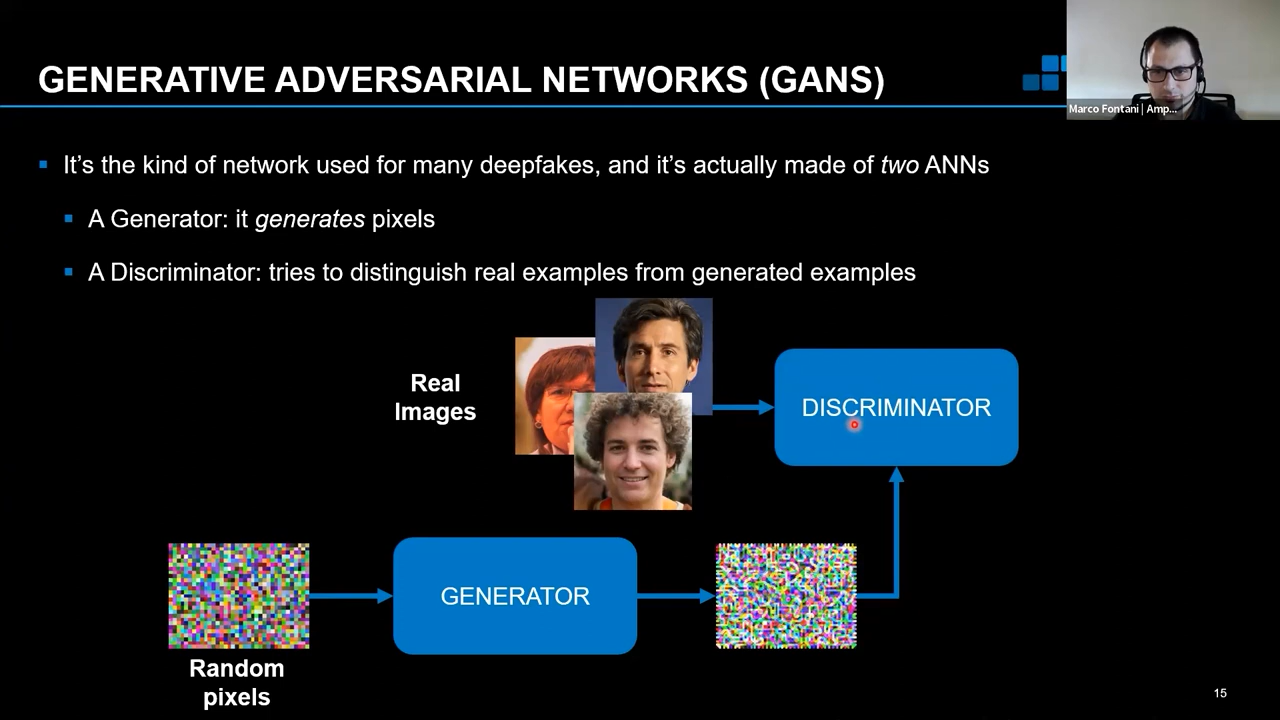 GENERATIVE ADVERSARIAL NETWORKS (GANS)
Marco Fontani | Amp...
It’s the kind of network used for many deepfakes, and it’s actually made of two ANNs
A Generator: it generates pixels
A Discriminator: tries to distinguish real examples from generated examples
Real
Images
DISCRIMINATOR
GENERATOR
Random
pixels
15